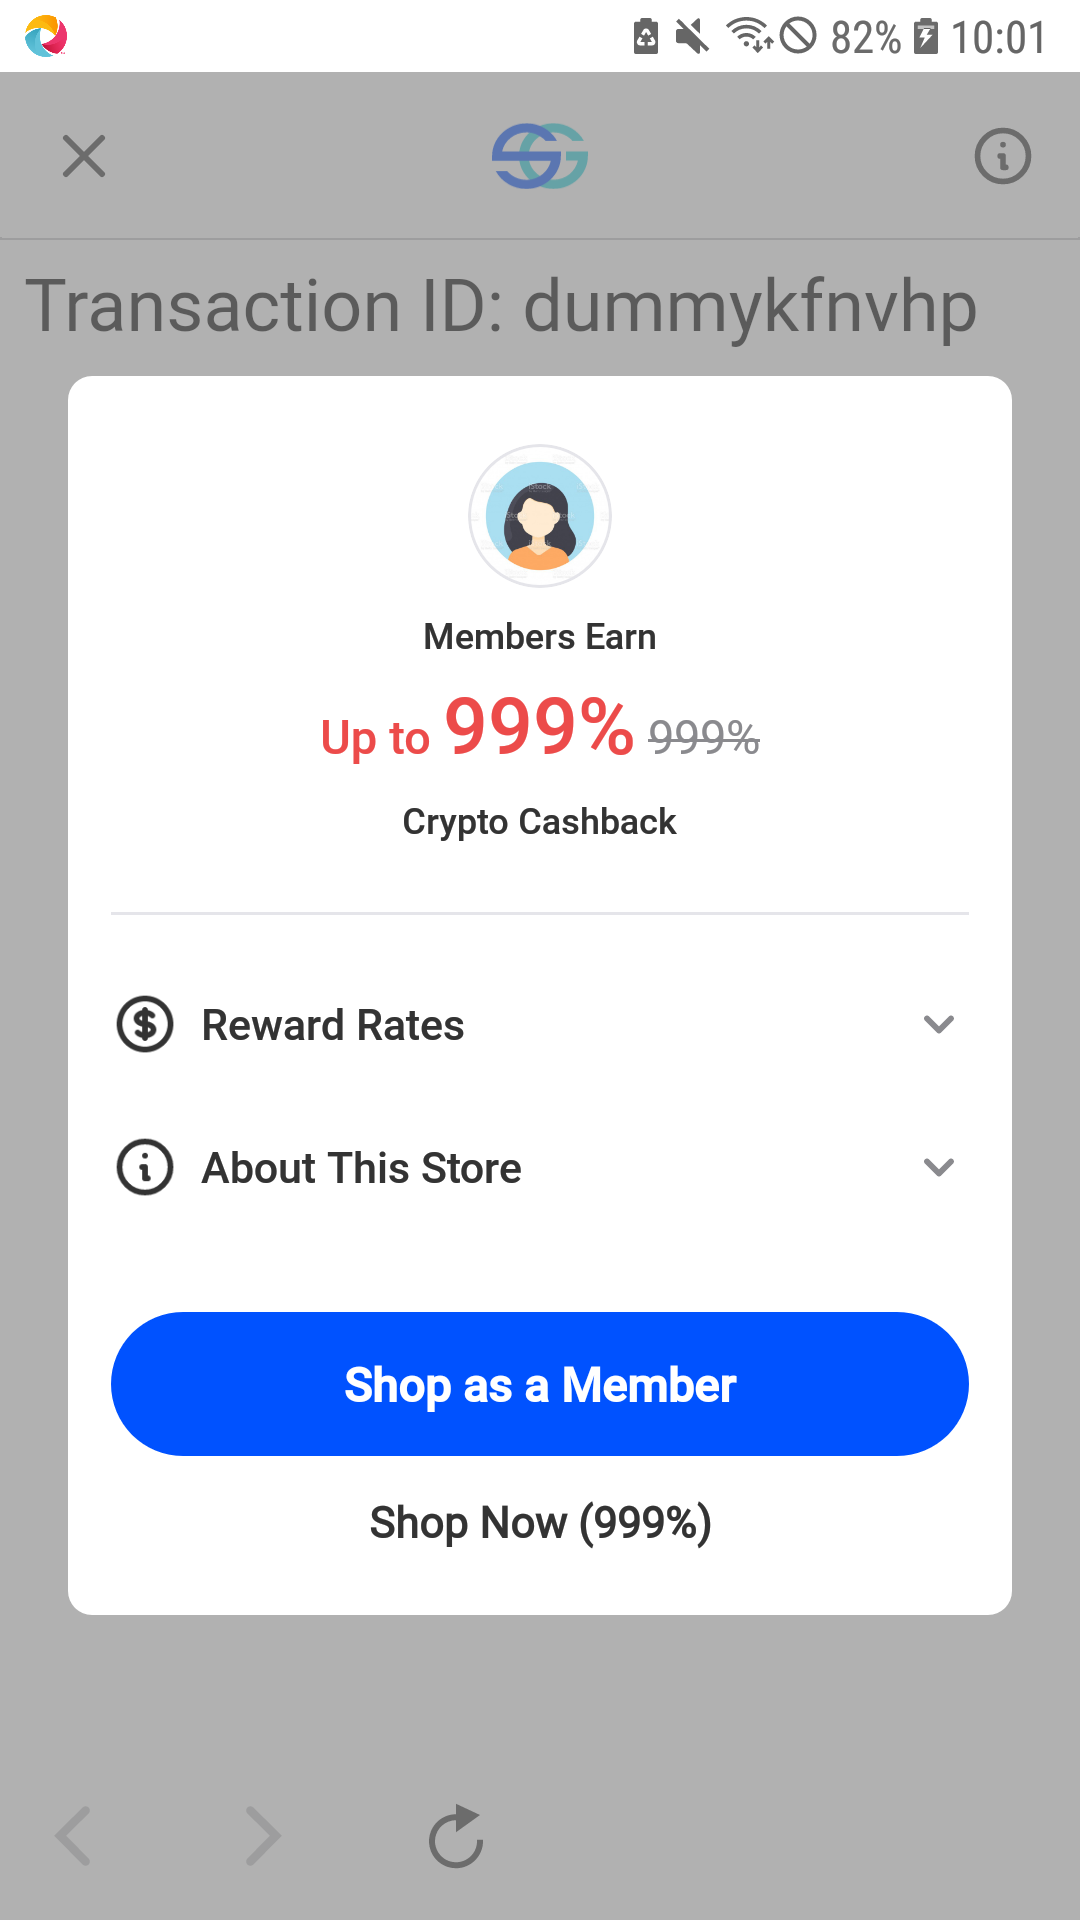 82% 10:01
Transaction ID: dummykfnvhp
Members Earn
Up to 999% 999%
Crypto Cashback
Reward Rates
About This Store
Shop as a Member
Shop Now (999%)